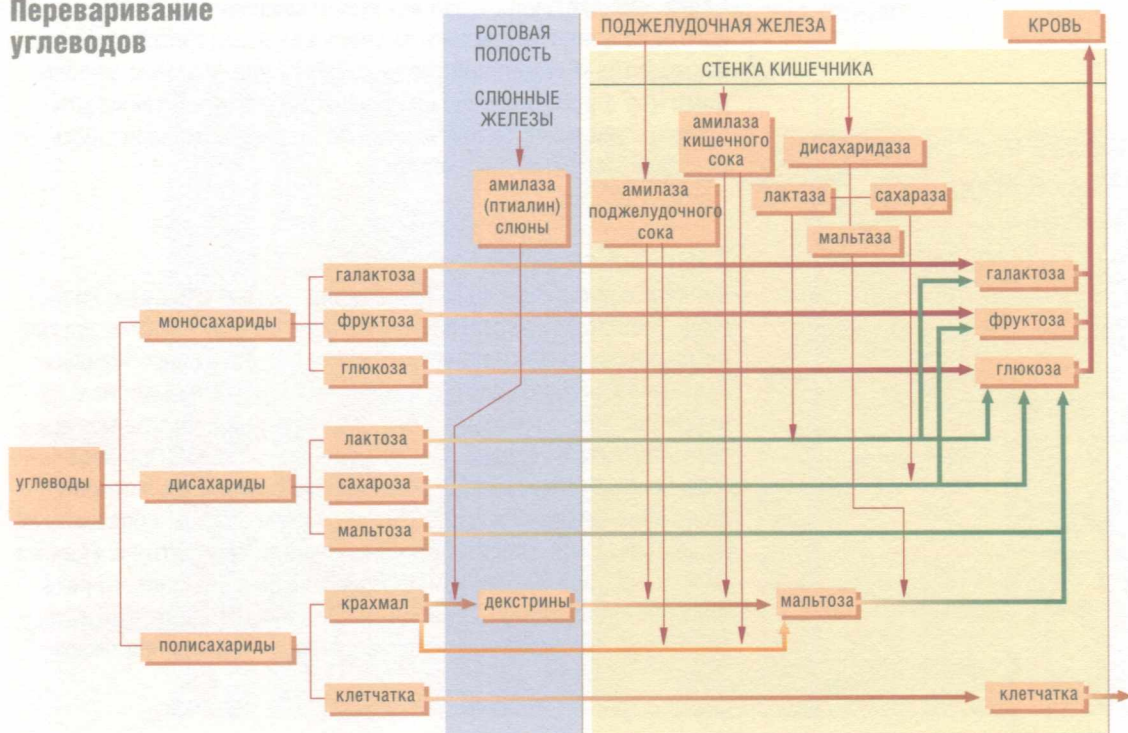 Переваривание
углеводов
РОТОВАЯ
ПОЛОСТЬ
СЛЮННЫЕ
ЖЕЛЕЗЫ
ПОДЖЕЛУДОЧНАЯ ЖЕЛЕЗА
КРОВЬ
СТЕНКА КИШЕЧНИКА
амилаза
(птиалин)
слюны
амилаза
поджелудочного
сока
амилаза
кишечного
сока
дисахаридаза
лактаза
сахараза
мальтаза
углеводы
моносахариды
галактоза
фруктоза
глюкоза
галактоза
фруктоза
глюкоза
дисахариды
лактоза
сахароза
мальтоза
полисахариды
крахмал
декстрины
мальтоза
клетчатка
клетчатка